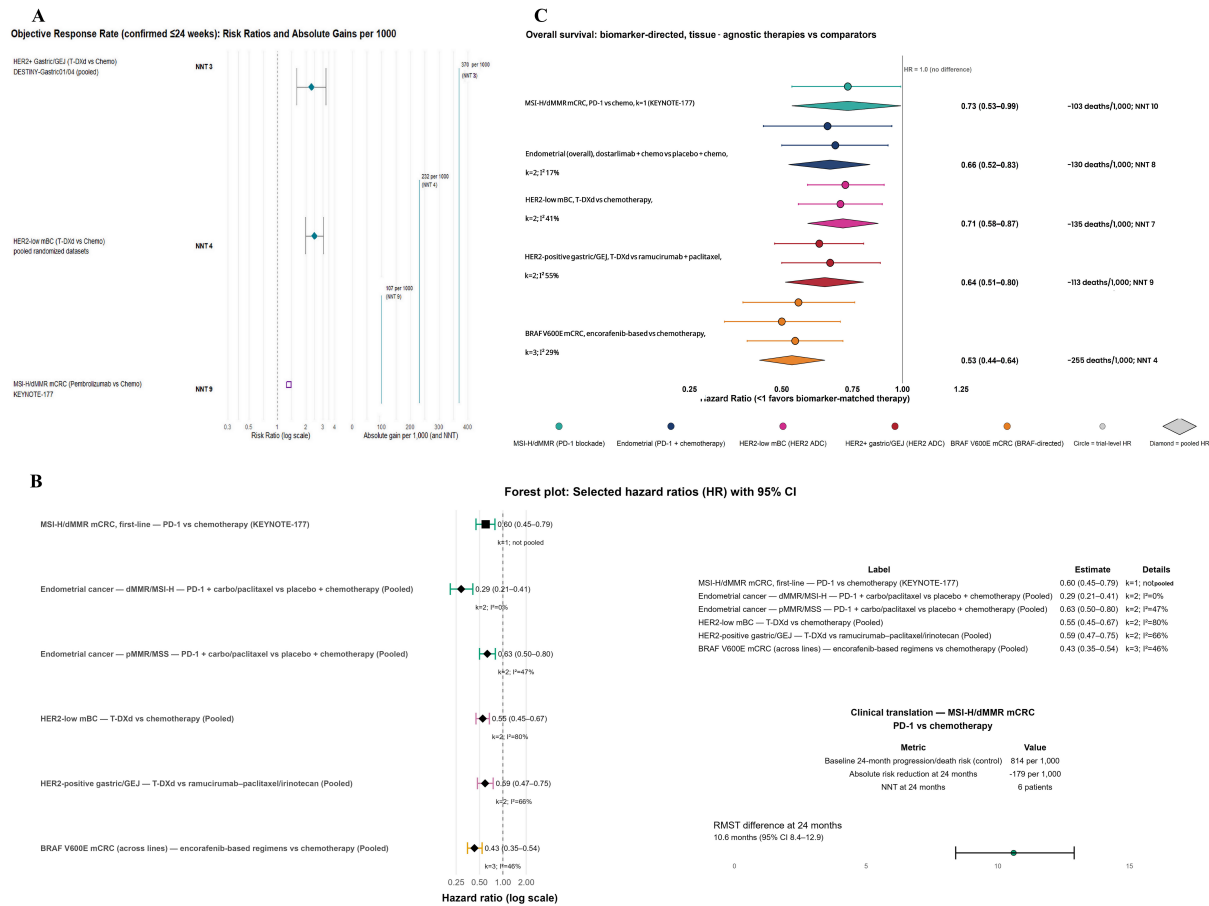 A
Objective Response Rate (confirmed ≤24 weeks): Risk Ratios and Absolute Gains per 1000
HER2+ Gastric/GEJ (T-DXd vs Chemo)
DESTINY-Gastric01/04 (pooled)
NNT 3
370 per 1000
(NNT 3)
232 per 1000
(NNT 4)
HER2-low mBC (T-DXd vs Chemo)
pooled randomized datasets
NNT 4
107 per 1000
(NNT 9)
MSI-H/dMMR mCRC (Pembrolizumab vs Chemo)
KEYNOTE-177
NNT 9
0.3 0.5 1 2 3 4 0 100 200 300 400
Risk Ratio (log scale)
Absolute gain per 1,000 (and NNT)
C
Overall survival: biomarker-directed, tissue - agnostic therapies vs comparators
HR = 1.0 (no difference)
MSI-H/dMMR mCRC, PD-1 vs chemo, k=1 (KEYNOTE-177)
0.73 (0.53–0.99) −103 deaths/1,000; NNT 10
Endometrial (overall), dostarlimab + chemo vs placebo + chemo,
k=2; I² 17%
0.66 (0.52–0.83) −130 deaths/1,000; NNT 8
HER2-low mBC, T-DXd vs chemotherapy,
k=2; I² 41%
0.71 (0.58–0.87) −135 deaths/1,000; NNT 7
HER2-positive gastric/GEJ, T-DXd vs ramucirumab + paclitaxel,
k=2; I² 55%
0.64 (0.51–0.80) −113 deaths/1,000; NNT 9
BRAF V600E mCRC, encorafenib-based vs chemotherapy,
k=3; I² 29%
0.53 (0.44–0.64) −255 deaths/1,000; NNT 4
0.25 0.50 0.75 1.00 1.25
Hazard Ratio (<1 favors biomarker-matched therapy)
MSI-H/dMMR (PD-1 blockade) Endometrial (PD-1 + chemotherapy) HER2-low mBC (HER2 ADC) HER2+ gastric/GEJ (HER2 ADC) BRAF V600E mCRC (BRAF-directed) Circle = trial-level HR Diamond = pooled HR
B
Forest plot: Selected hazard ratios (HR) with 95% CI
MSI-H/dMMR mCRC, first-line — PD-1 vs chemotherapy (KEYNOTE-177)
0.60 (0.45–0.79)
k=1; not pooled
Endometrial cancer — dMMR/MSI-H — PD-1 + carbo/paclitaxel vs placebo + chemotherapy (Pooled)
0.29 (0.21–0.41)
k=2; I²=0%
Endometrial cancer — pMMR/MSS — PD-1 + carbo/paclitaxel vs placebo + chemotherapy (Pooled)
0.63 (0.50–0.80)
k=2; I²=47%
HER2-low mBC — T-DXd vs chemotherapy (Pooled)
0.55 (0.45–0.67)
k=2; I²=80%
HER2-positive gastric/GEJ — T-DXd vs ramucirumab–paclitaxel/irinotecan (Pooled)
0.59 (0.47–0.75)
k=2; I²=66%
BRAF V600E mCRC (across lines) — encorafenib-based regimens vs chemotherapy (Pooled)
0.43 (0.35–0.54)
k=3; I²=46%
0.25 0.50 1.00 2.00
Hazard ratio (log scale)
Label Estimate Details
MSI-H/dMMR mCRC, first-line — PD-1 vs chemotherapy (KEYNOTE-177) 0.60 (0.45–0.79) k=1; not pooled
Endometrial cancer — dMMR/MSI-H — PD-1 + carbo/paclitaxel vs placebo + chemotherapy (Pooled) 0.29 (0.21–0.41) k=2; I²=0%
Endometrial cancer — pMMR/MSS — PD-1 + carbo/paclitaxel vs placebo + chemotherapy (Pooled) 0.63 (0.50–0.80) k=2; I²=47%
HER2-low mBC — T-DXd vs chemotherapy (Pooled) 0.55 (0.45–0.67) k=2; I²=80%
HER2-positive gastric/GEJ — T-DXd vs ramucirumab–paclitaxel/irinotecan (Pooled) 0.59 (0.47–0.75) k=2; I²=66%
BRAF V600E mCRC (across lines) — encorafenib-based regimens vs chemotherapy (Pooled) 0.43 (0.35–0.54) k=3; I²=46%
Clinical translation — MSI-H/dMMR mCRC
PD-1 vs chemotherapy
Metric Value
Baseline 24-month progression/death risk (control) 814 per 1,000
Absolute risk reduction at 24 months -179 per 1,000
NNT at 24 months 6 patients
RMST difference at 24 months
10.6 months (95% CI 8.4–12.9)
0 5 10 15